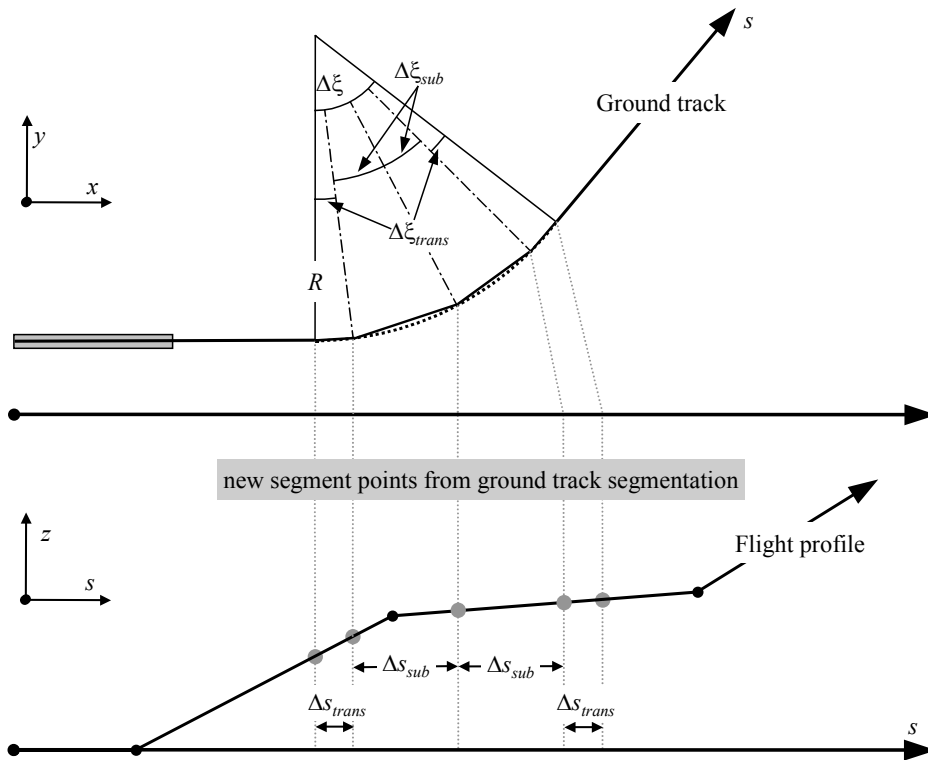 s
Δξ
Δξsub
Ground track
y
x
Δξtrans
R
new segment points from ground track segmentation
z
Flight profile
s
Δssub
Δssub
Δstrans
Δstrans
s